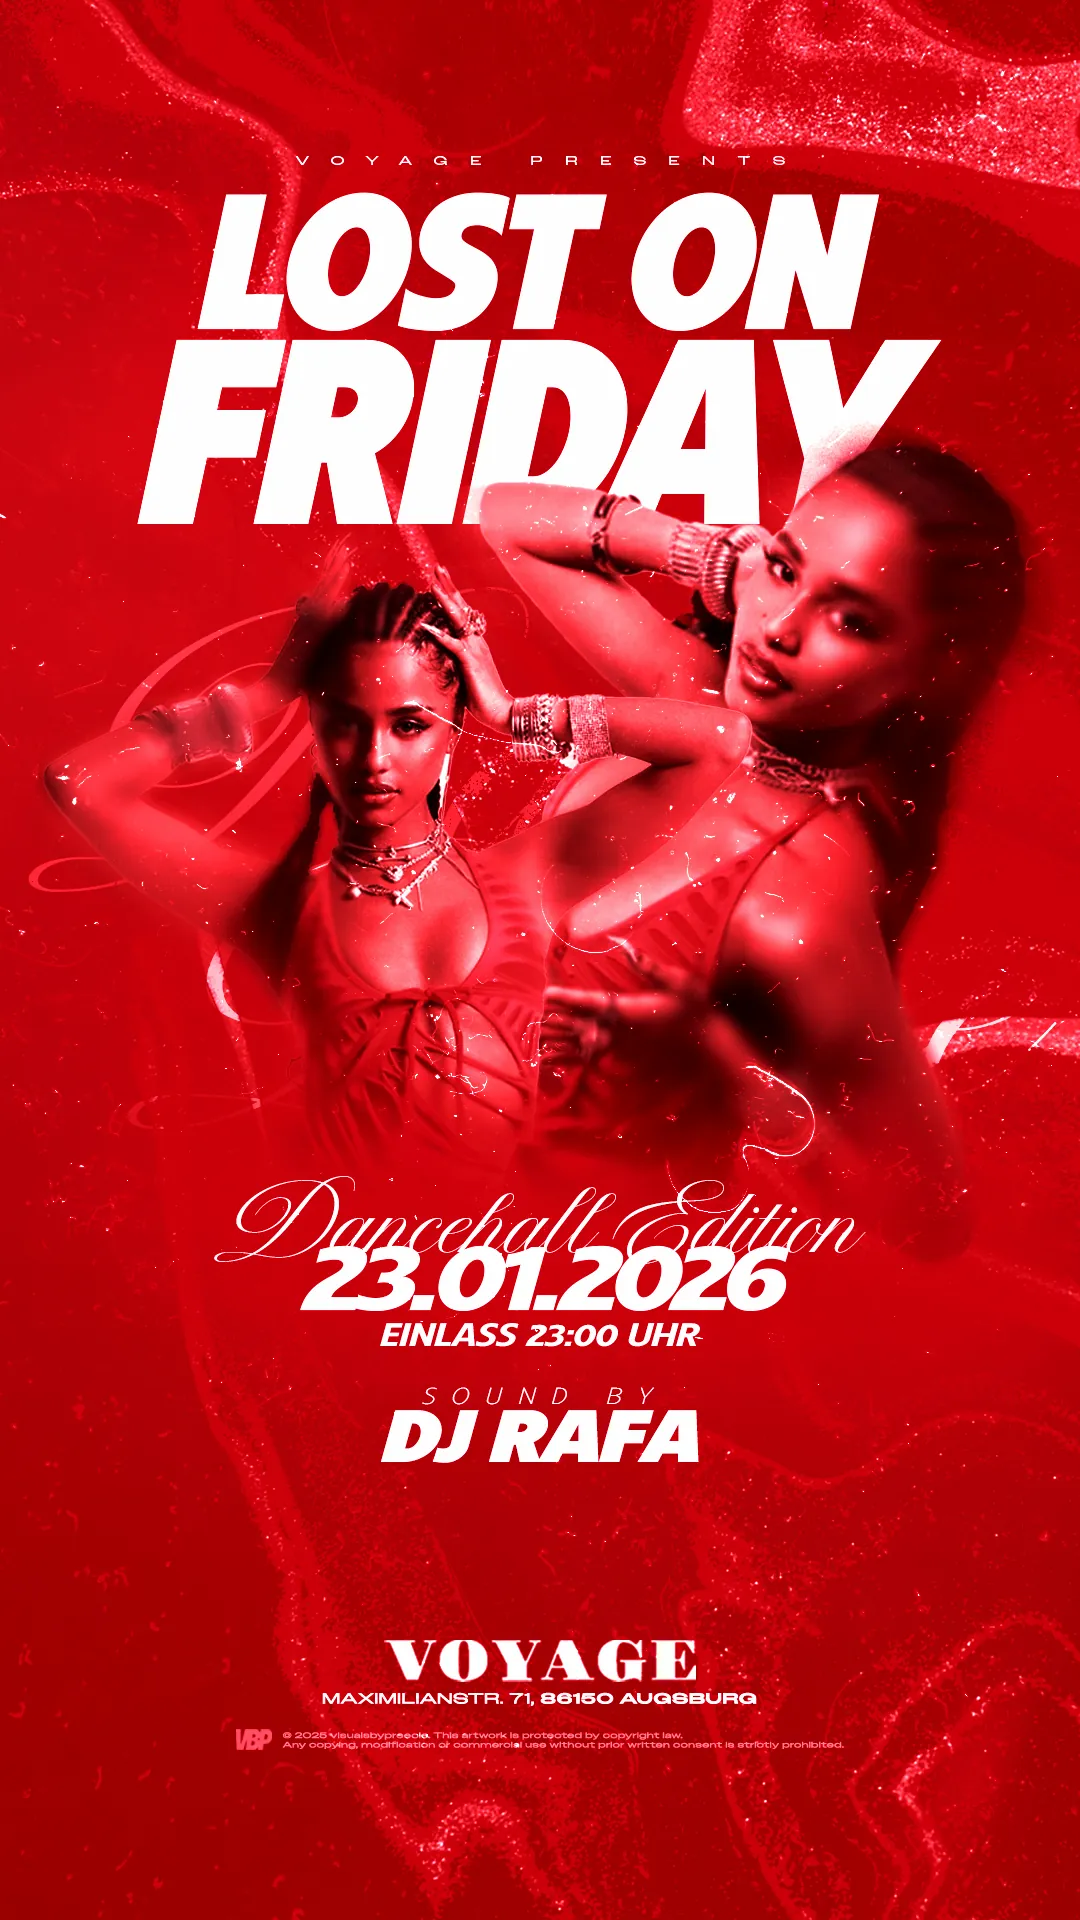 VOYAGE PRESENTS
LOST ON
FRIDAY
Dancehall Edition
23.01.2026
EINLASS 23:00 UHR
SOUND BY
DJ RAFA
VOYAGE
MAXIMILIANSTR. 71, 86150 AUGSBURG
VBP
© 2025 visualsbyprecia. This artwork is protected by copyright law.
Any copying, modification or commercial use without prior written consent is strictly prohibited.